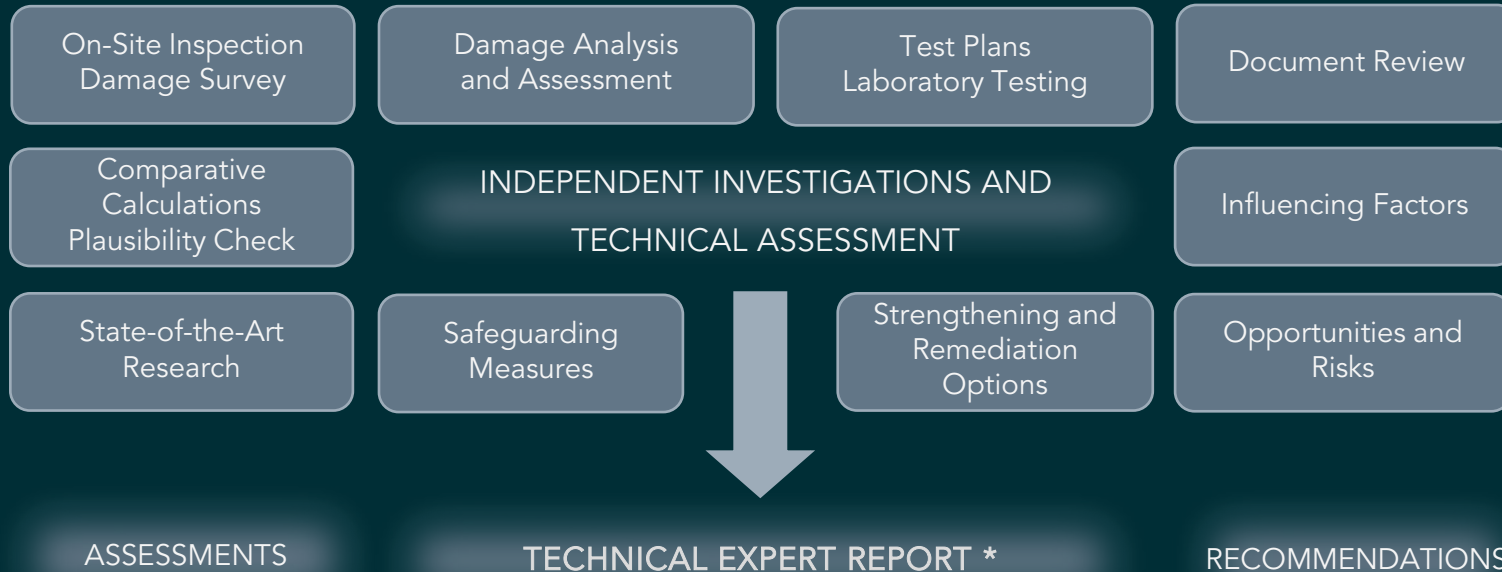 On-Site Inspection
Damage Survey
Damage Analysis
and Assessment
Test Plans
Laboratory Testing
Document Review
Comparative
Calculations
Plausibility Check
INDEPENDENT INVESTIGATIONS AND
TECHNICAL ASSESSMENT
Influencing Factors
State-of-the-Art
Research
Safeguarding
Measures
Strengthening and
Remediation
Options
Opportunities and
Risks
ASSESSMENTS
TECHNICAL EXPERT REPORT *
RECOMMENDATIONS